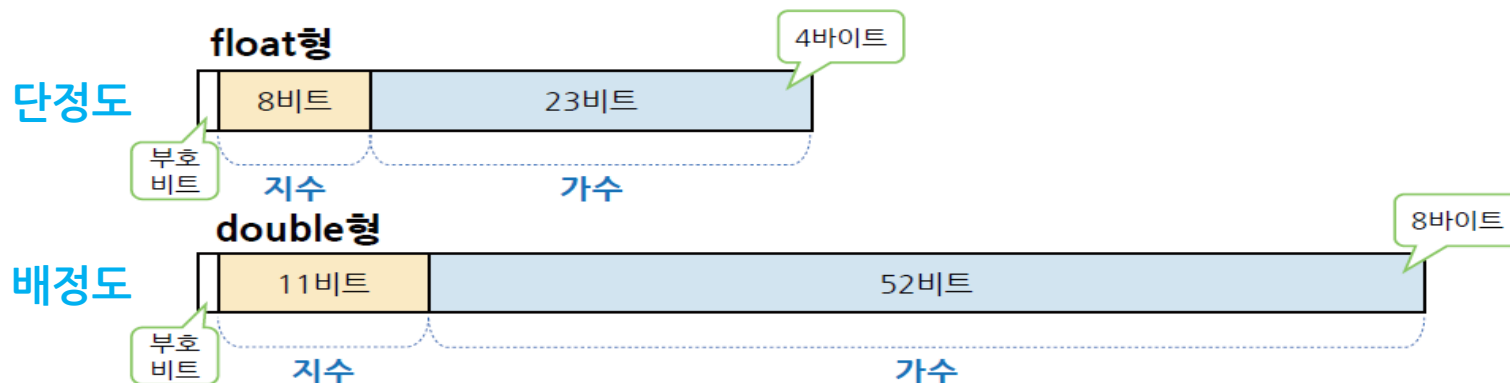 float형
4바이트
단정도
8비트
23비트
부호
비트
지수
가수
double형
8바이트
배정도
11비트
52비트
부호
비트
지수
가수